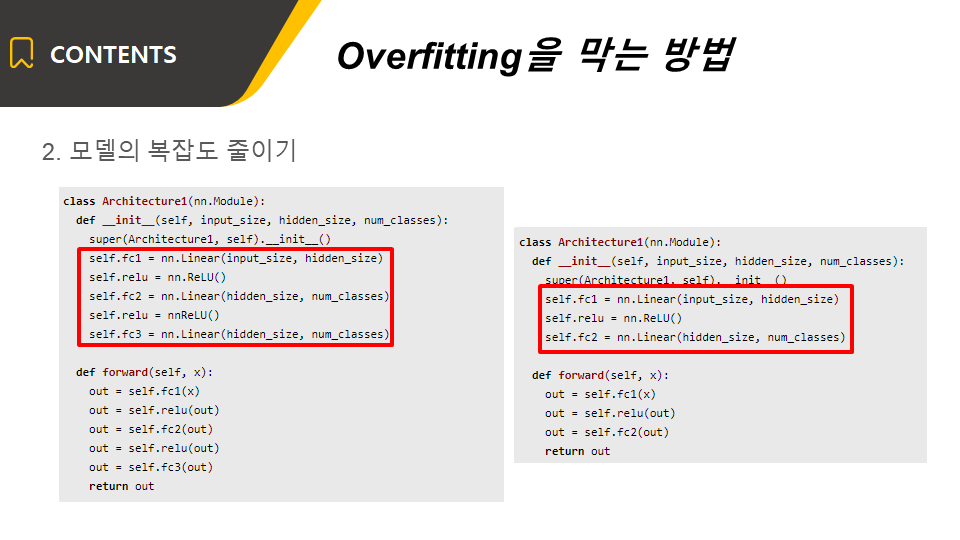 CONTENTS
Overfitting을 막는 방법
2. 모델의 복잡도 줄이기
class Architecture1(nn.Module):
def __init__(self, input_size, hidden_size, num_classes):
super(Architecture1, self).__init__()
self.fc1 = nn.Linear(input_size, hidden_size)
self.relu = nn.ReLU()
self.fc2 = nn.Linear(hidden_size, num_classes)
self.relu = nnReLU()
self.fc3 = nn.Linear(hidden_size, num_classes)
def forward(self, x):
out = self.fc1(x)
out = self.relu(out)
out = self.fc2(out)
out = self.relu(out)
out = self.fc3(out)
return out
class Architecture1(nn.Module):
def __init__(self, input_size, hidden_size, num_classes):
super(Architecture1, self).__init__()
self.fc1 = nn.Linear(input_size, hidden_size)
self.relu = nn.ReLU()
self.fc2 = nn.Linear(hidden_size, num_classes)
def forward(self, x):
out = self.fc1(x)
out = self.relu(out)
out = self.fc2(out)
return out